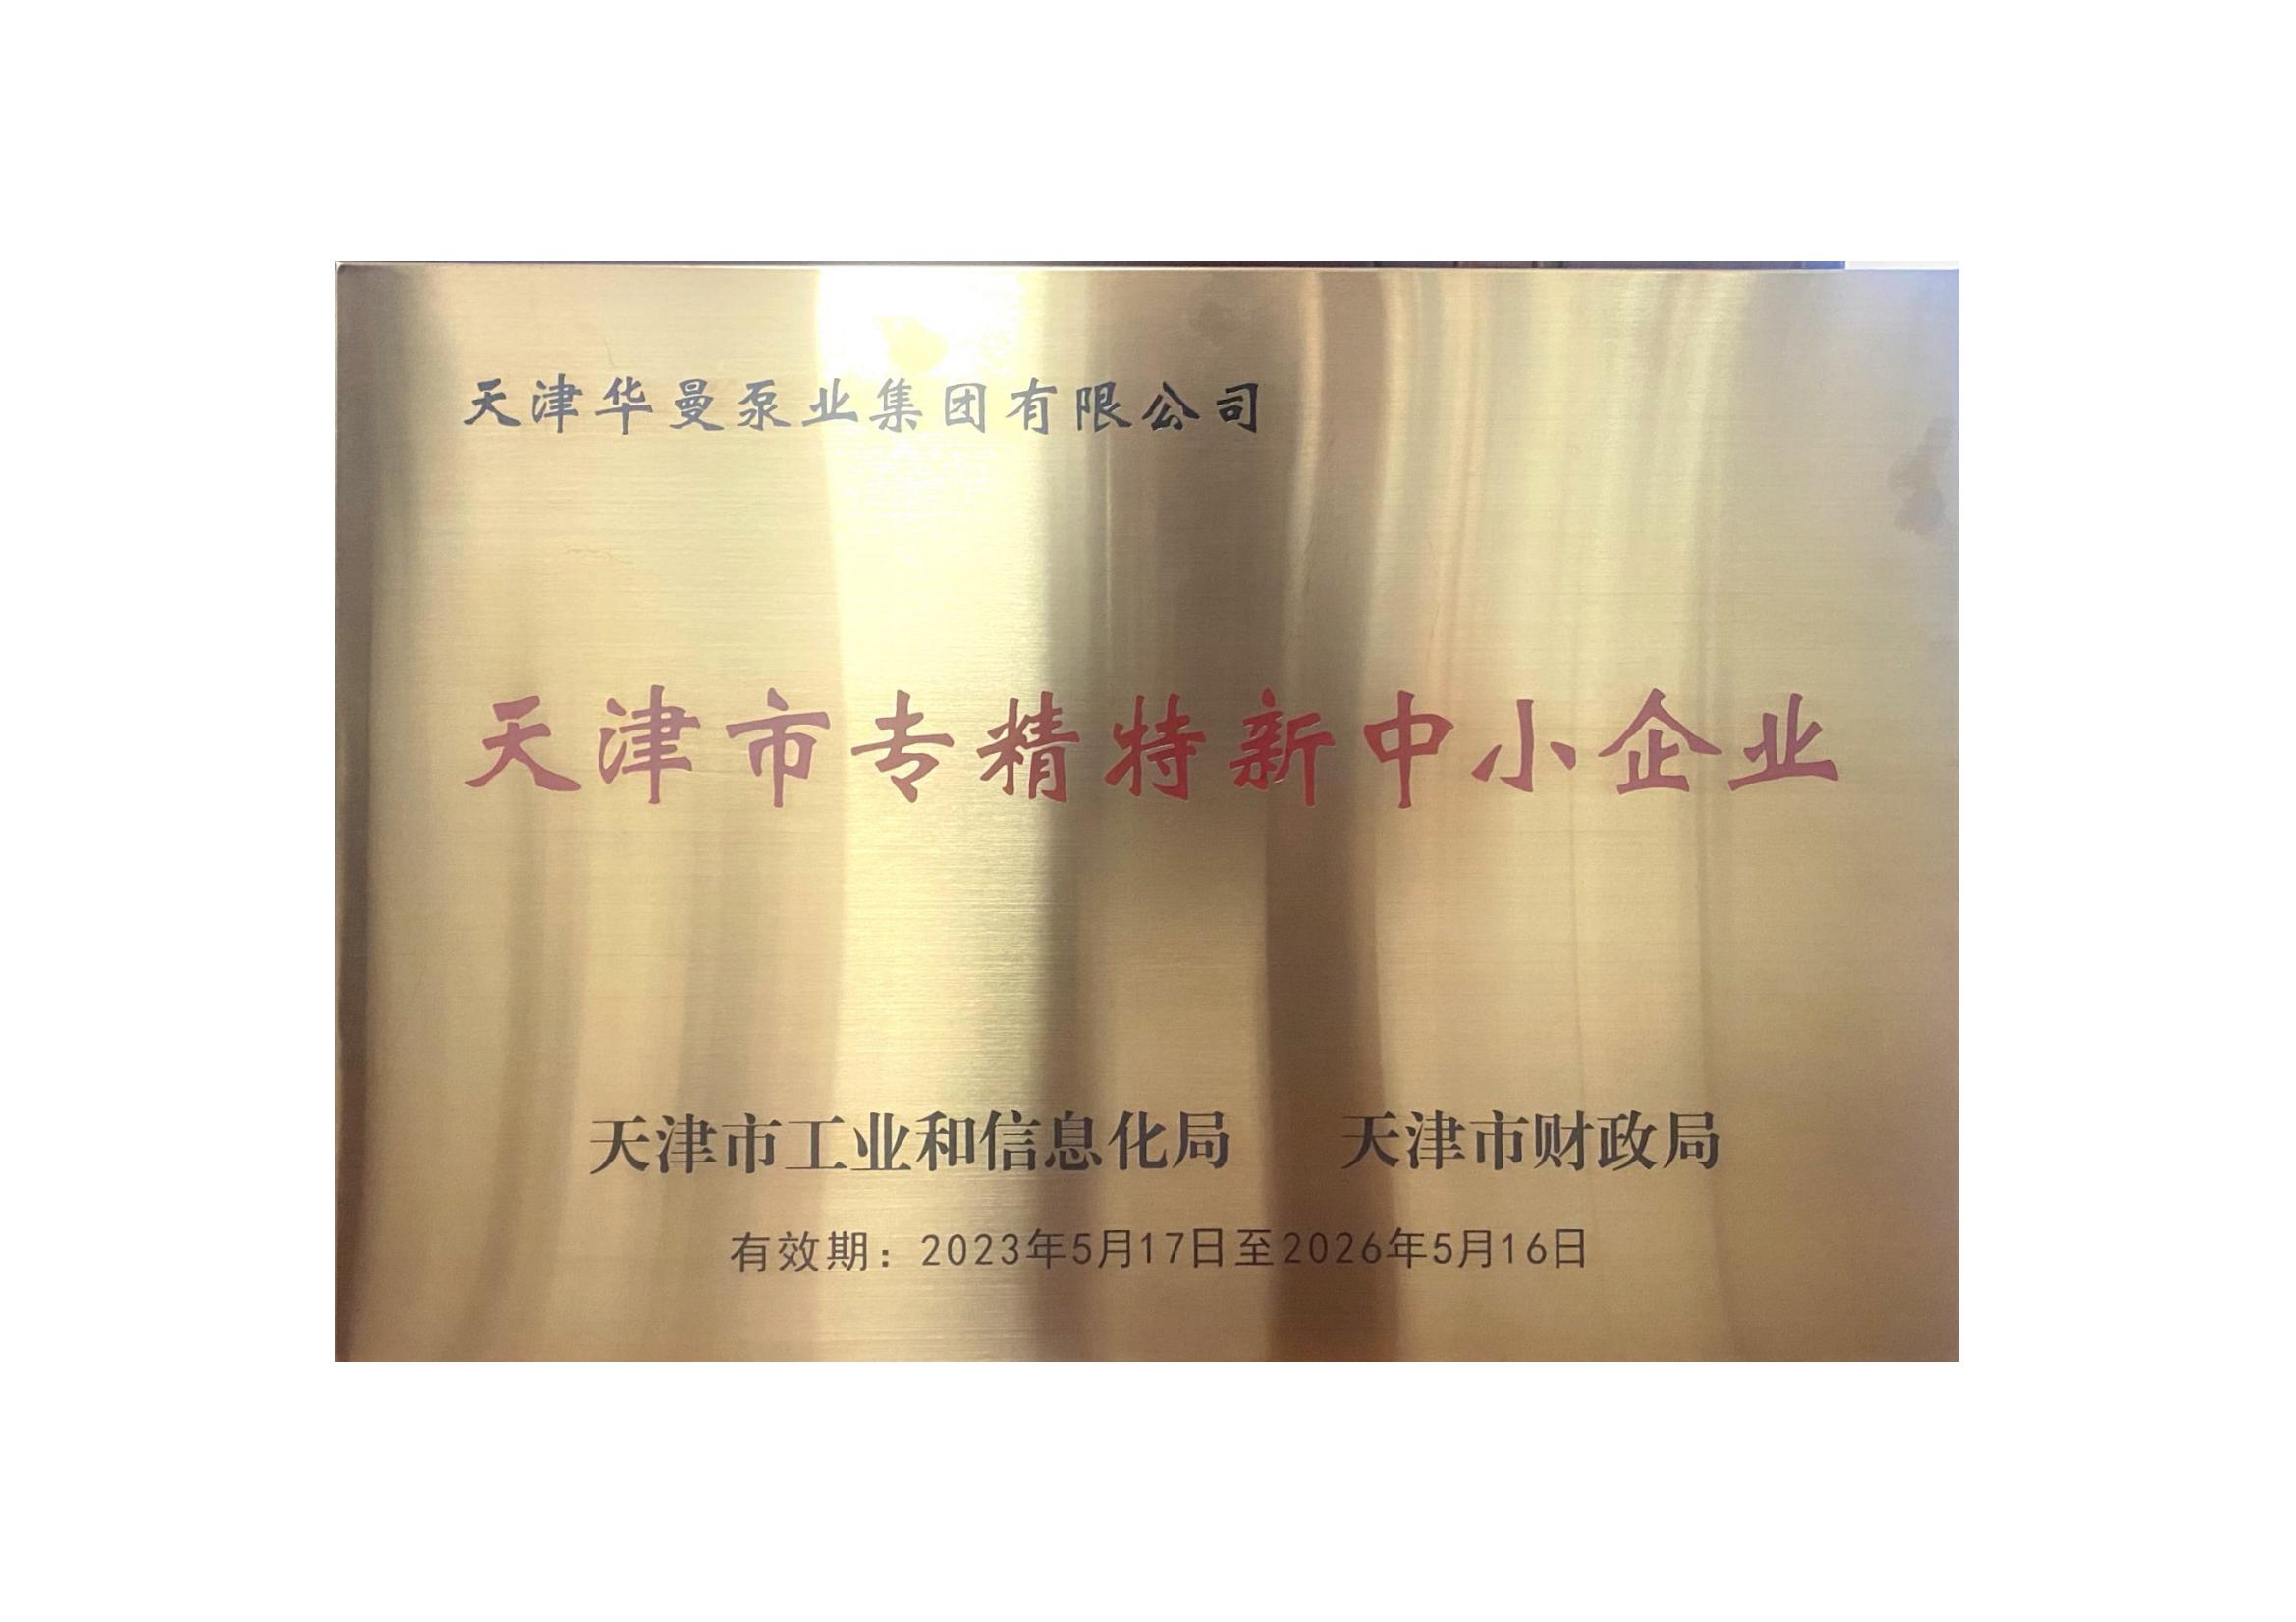 天津华曼泵业集团有限公司
天津市专精特新中小企业
天津市工业和信息化局 天津市财政局
有效期：2023年5月17日至2026年5月16日